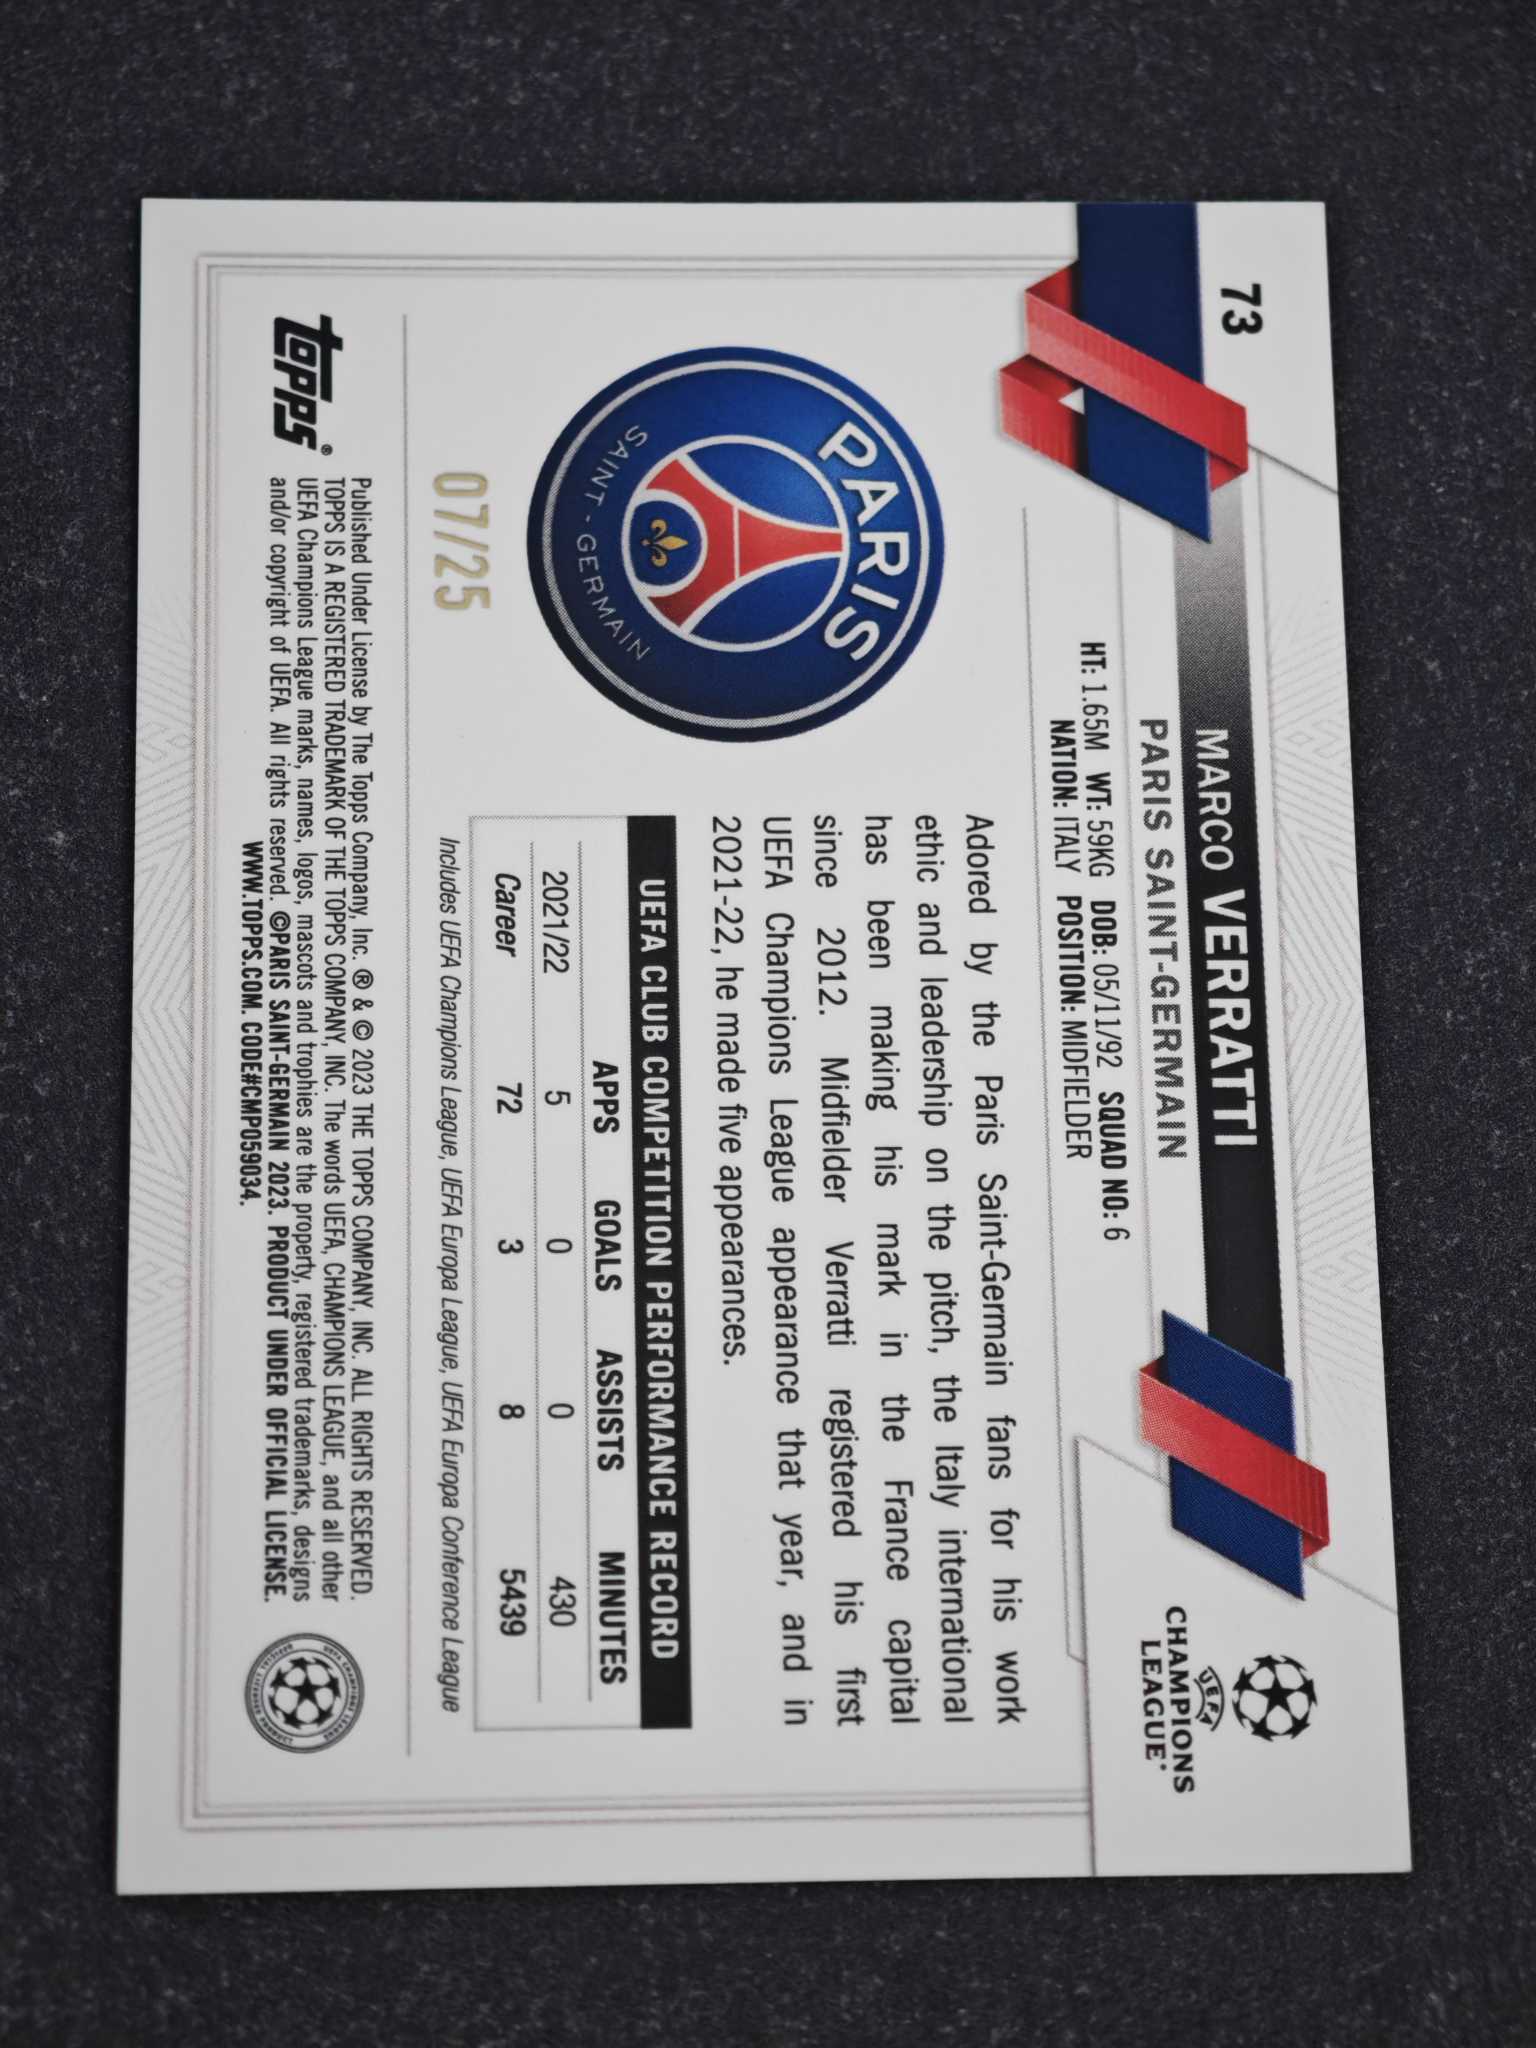 73
MARCO VERRATTI
PARIS SAINT-GERMAIN
HT: 1.65M WT: 59KG DOB: 05/11/92 SQUAD NO: 6
NATION: ITALY POSITION: MIDFIELDER
UEFA
CHAMPIONS
LEAGUE
PARIS
SAINT-GERMAIN
07/25
Adored by the Paris Saint-Germain fans for his work
ethic and leadership on the pitch, the Italy international
has been making his mark in the France capital
since 2012. Midfielder Verratti registered his first
UEFA Champions League appearance that year, and in
2021-22, he made five appearances.
UEFA CLUB COMPETITION PERFORMANCE RECORD
APPS GOALS ASSISTS MINUTES
2021/22 5 0 0 430
Career 72 3 8 5439
Includes UEFA Champions League, UEFA Europa League, UEFA Europa Conference League
topps®
Published Under License by The Topps Company, Inc. ® & © 2023 THE TOPPS COMPANY, INC. ALL RIGHTS RESERVED.
TOPPS IS A REGISTERED TRADEMARK OF THE TOPPS COMPANY, INC. The words UEFA, CHAMPIONS LEAGUE, and all other
UEFA Champions League marks, names, logos, mascots and trophies are the property, registered trademarks, designs
and/or copyright of UEFA. All rights reserved. ©PARIS SAINT-GERMAIN 2023. PRODUCT UNDER OFFICIAL LICENSE.
WWW.TOPPS.COM. CODE#CMP059034.